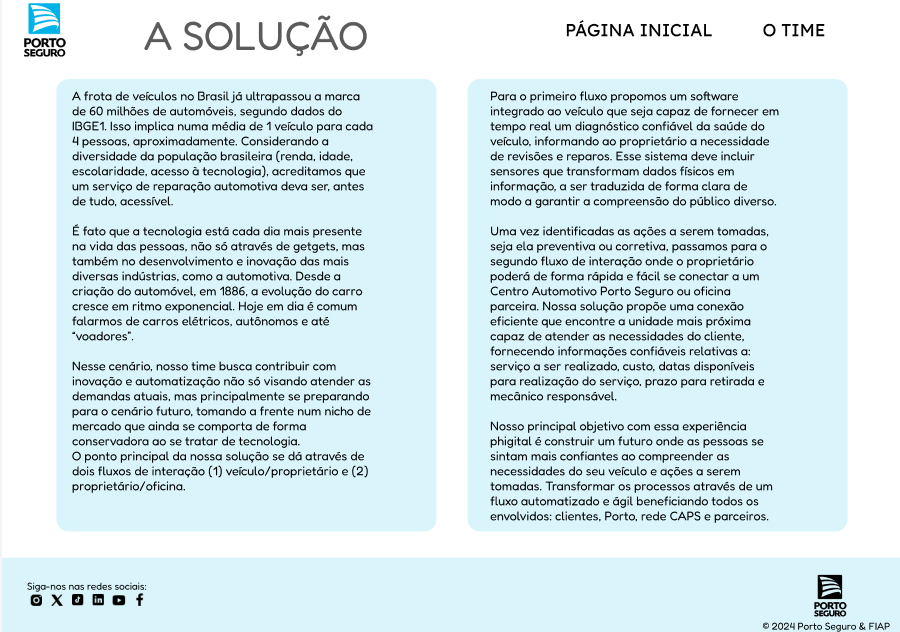 PORTO
SEGURO
A SOLUÇÃO
PÁGINA INICIAL
O TIME
A frota de veículos no Brasil já ultrapassou a marca
de 60 milhões de automóveis, segundo dados do
IBGE1. Isso implica numa média de 1 veículo para cada
4 pessoas, aproximadamente. Considerando a
diversidade da população brasileira (renda, idade,
escolaridade, acesso à tecnologia), acreditamos que
um serviço de reparação automotiva deva ser, antes
de tudo, acessível.
É fato que a tecnologia está cada dia mais presente
na vida das pessoas, não só através de getgets, mas
também no desenvolvimento e inovação das mais
diversas indústrias, como a automotiva. Desde a
criação do automóvel, em 1886, a evolução do carro
cresce em ritmo exponencial. Hoje em dia é comum
falarmos de carros elétricos, autônomos e até
“voadores”.
Nesse cenário, nosso time busca contribuir com
inovação e automatização não só visando atender as
demandas atuais, mas principalmente se preparando
para o cenário futuro, tomando a frente num nicho de
mercado que ainda se comporta de forma
conservadora ao se tratar de tecnologia.
O ponto principal da nossa solução se dá através de
dois fluxos de interação (1) veículo/proprietário e (2)
proprietário/oficina.
Para o primeiro fluxo propomos um software
integrado ao veículo que seja capaz de fornecer em
tempo real um diagnóstico confiável da saúde do
veículo, informando ao proprietário a necessidade
de revisões e reparos. Esse sistema deve incluir
sensores que transformam dados físicos em
informação, a ser traduzida de forma clara de
modo a garantir a compreensão do público diverso.
Uma vez identificadas as ações a serem tomadas,
seja ela preventiva ou corretiva, passamos para o
segundo fluxo de interação onde o proprietário
poderá de forma rápida e fácil se conectar a um
Centro Automotivo Porto Seguro ou oficina
parceira. Nossa solução propõe uma conexão
eficiente que encontre a unidade mais próxima
capaz de atender as necessidades do cliente,
fornecendo informações confiáveis relativas a:
serviço a ser realizado, custo, datas disponíveis
para realização do serviço, prazo para retirada e
mecânico responsável.
Nosso principal objetivo com essa experiência
phigital é construir um futuro onde as pessoas se
sintam mais confiantes ao compreender as
necessidades do seu veículo e ações a serem
tomadas. Transformar os processos através de um
fluxo automatizado e ágil beneficiando todos os
envolvidos: clientes, Porto, rede CAPS e parceiros.
Siga-nos nas redes sociais:
PORTO
SEGURO
© 2024 Porto Seguro & FIAP